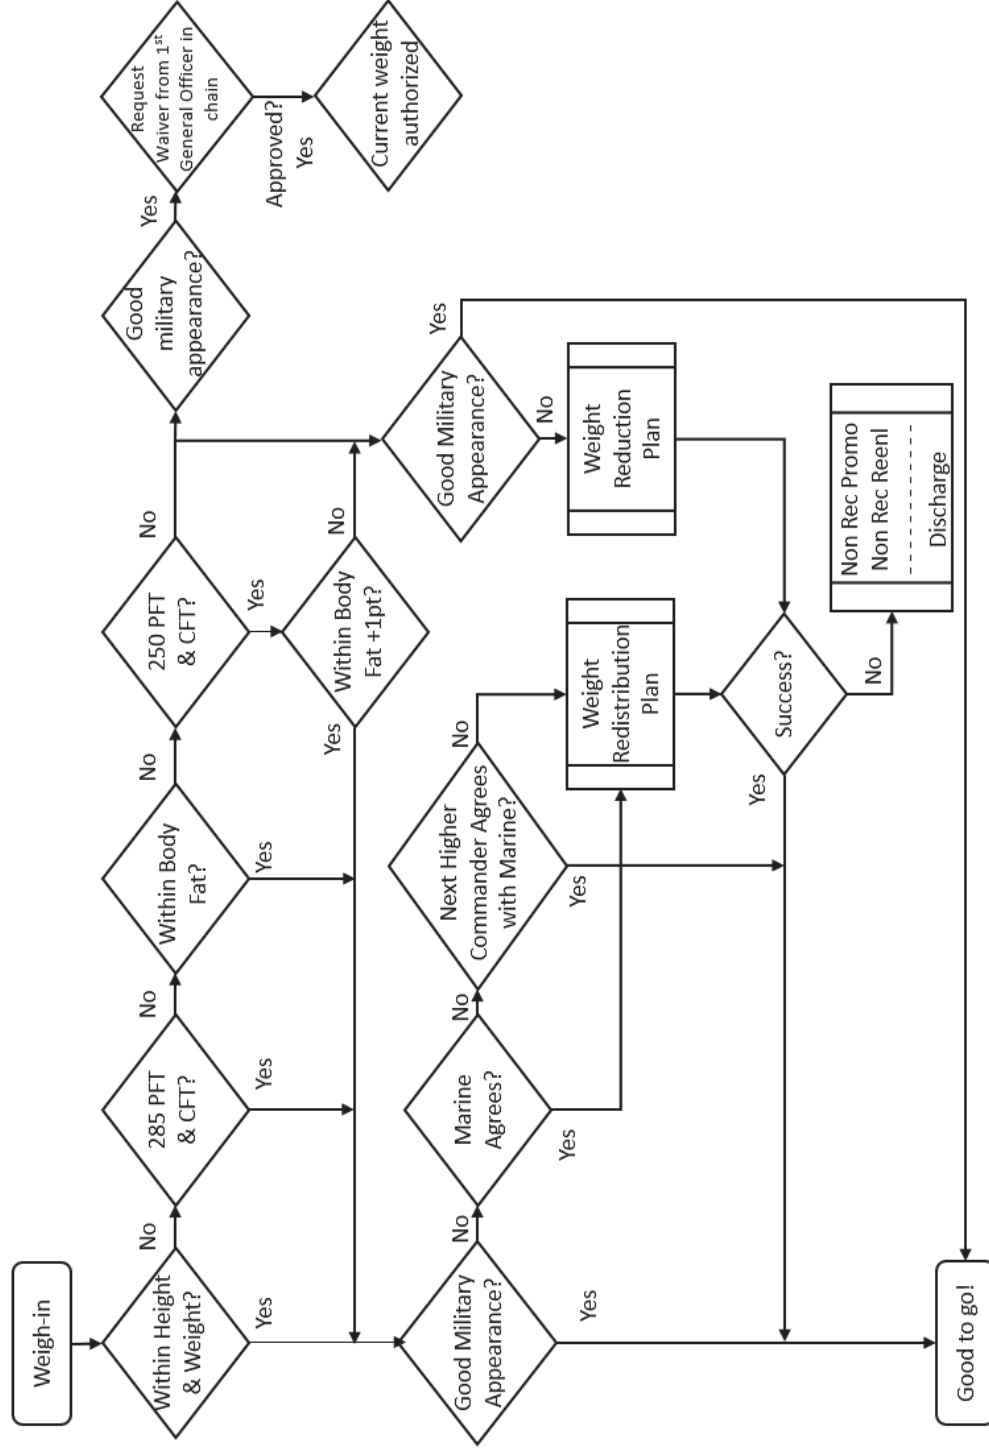 Weigh-in
Within Height
& Weight?
No
285 PFT
& CFT?
No
Within Body
Fat?
No
250 PFT
& CFT?
No
Good
military
appearance?
Yes
Request
Waiver from 1st
General Officer in
chain
Yes
Yes
Yes
Yes
Approved?
Yes
Yes
Within Body
Fat +1pt?
No
Current weight
authorized
Good Military
Appearance?
No
Marine
Agrees?
No
Next Higher
Commander Agrees
with Marine?
No
Good Military
Appearance?
Yes
Yes
Yes
Yes
No
Weight
Redistribution
Plan
Weight
Reduction
Plan
Yes
Success?
No
Non Rec Promo
Non Rec Reenl
Discharge
Good to go!